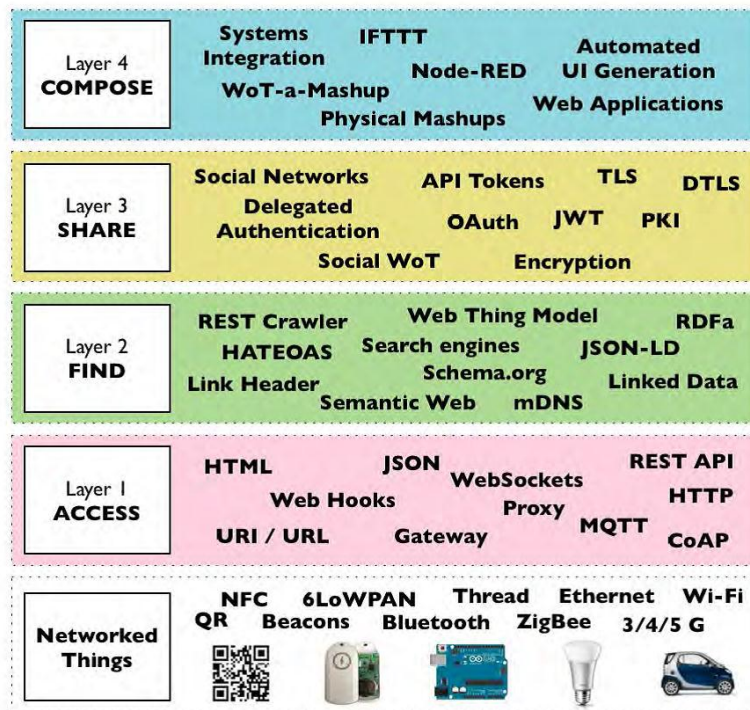 Layer 4
COMPOSE
Systems
Integration
IFTTT
Automated
UI Generation
Node-RED
WoT-a-Mashup
Web Applications
Physical Mashups
Layer 3
SHARE
Social Networks
API Tokens
TLS
DTLS
Delegated
Authentication
OAuth
JWT
PKI
Social WoT
Encryption
Layer 2
FIND
REST Crawler
Web Thing Model
RDFa
HATEOAS
Search engines
JSON-LD
Link Header
Schema.org
Linked Data
Semantic Web
mDNS
Layer 1
ACCESS
HTML
JSON
REST API
WebSockets
Web Hooks
Proxy
HTTP
URI / URL
Gateway
MQTT
CoAP
Networked
Things
NFC
6LoWPAN
Thread
Ethernet
Wi-Fi
QR
Beacons
Bluetooth
ZigBee
3/4/5 G